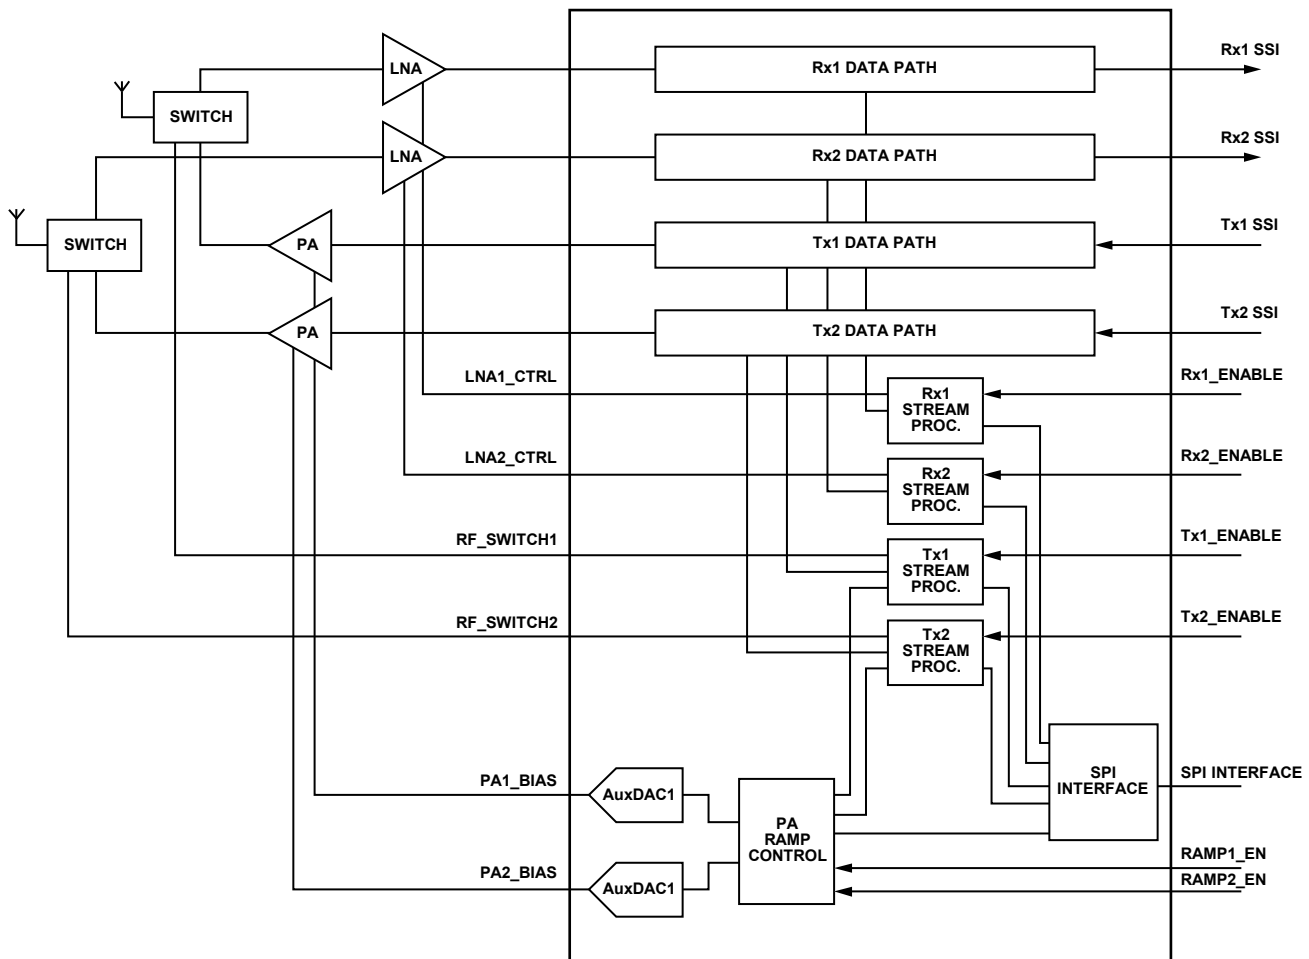 Rx1 SSI
LNA
Rx1 DATA PATH
SWITCH
Rx2 SSI
LNA
Rx2 DATA PATH
Tx1 SSI
SWITCH
PA
Tx1 DATA PATH
Tx2 SSI
PA
Tx2 DATA PATH
LNA1_CTRL
Rx1
STREAM
PROC.
Rx1_ENABLE
LNA2_CTRL
Rx2
STREAM
PROC.
Rx2_ENABLE
RF_SWITCH1
Tx1
STREAM
PROC.
Tx1_ENABLE
RF_SWITCH2
Tx2
STREAM
PROC.
Tx2_ENABLE
PA1_BIAS
AuxDAC1
SPI
INTERFACE
SPI INTERFACE
PA
RAMP
CONTROL
PA2_BIAS
AuxDAC1
RAMP1_EN
RAMP2_EN